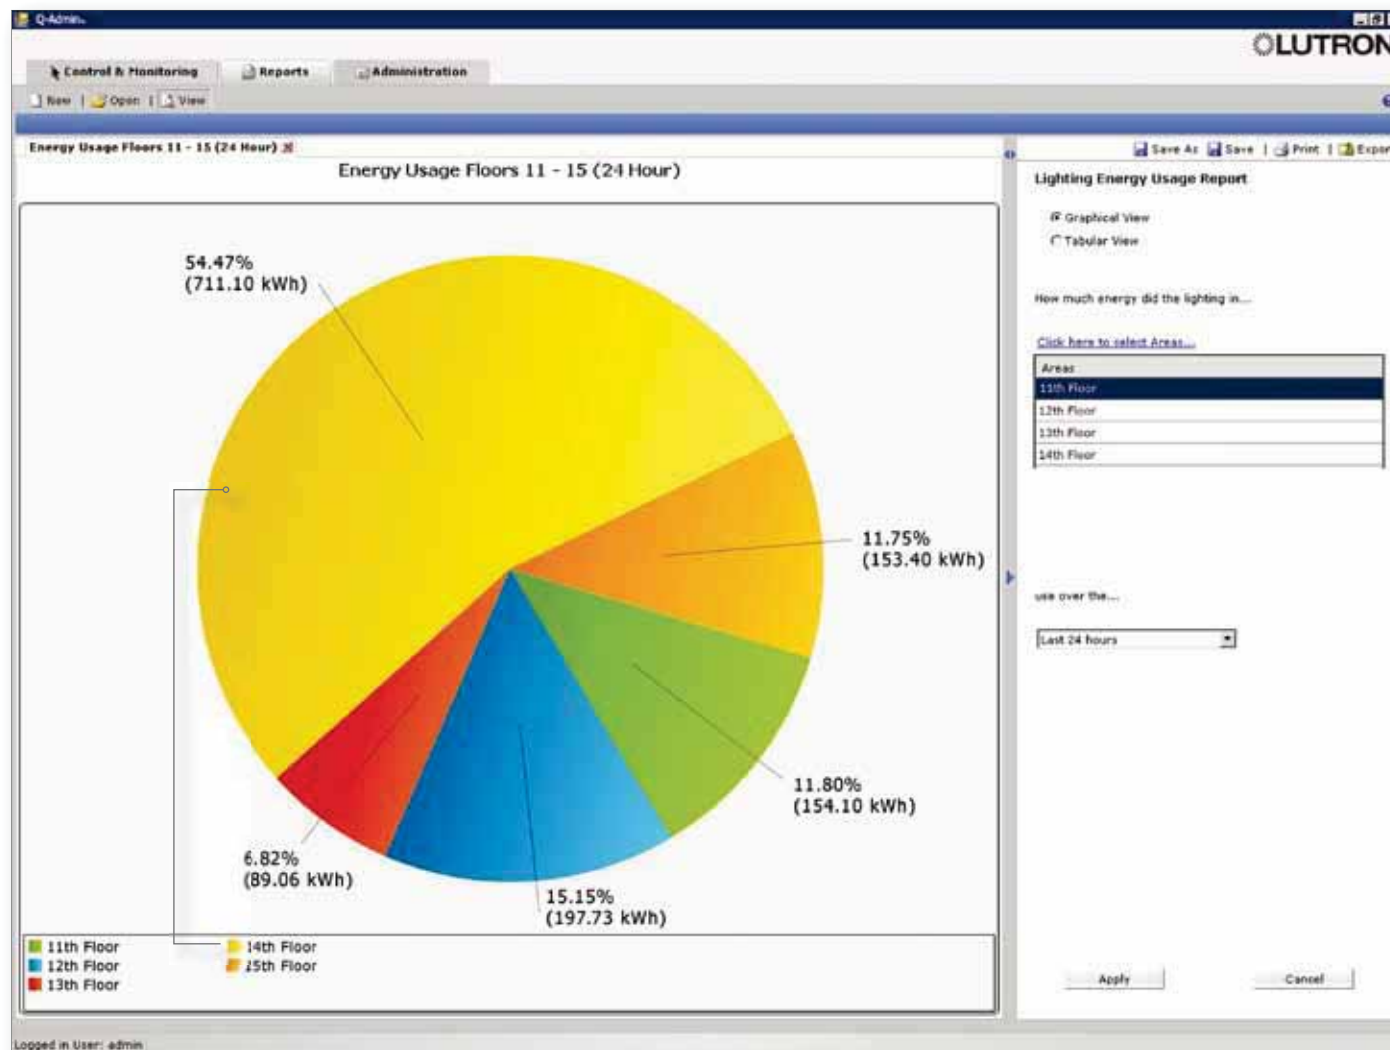 Q-Admin™
LUTRON
Control & Monitoring
Reports
Administration
New | Open | View
Energy Usage Floors 11 - 15 (24 Hour)
Save As Save | Print | Expor
Energy Usage Floors 11 - 15 (24 Hour)
54.47%
(711.10 kWh)
11.75%
(153.40 kWh)
11.80%
(154.10 kWh)
15.15%
(197.73 kWh)
6.82%
(89.06 kWh)
11th Floor
12th Floor
13th Floor
14th Floor
15th Floor
Lighting Energy Usage Report
Graphical View
Tabular View
How much energy did the lighting in...
Click here to select Areas...
Areas
11th Floor
12th Floor
13th Floor
14th Floor
use over the...
Last 24 hours
Apply
Cancel
Logged in User: admin